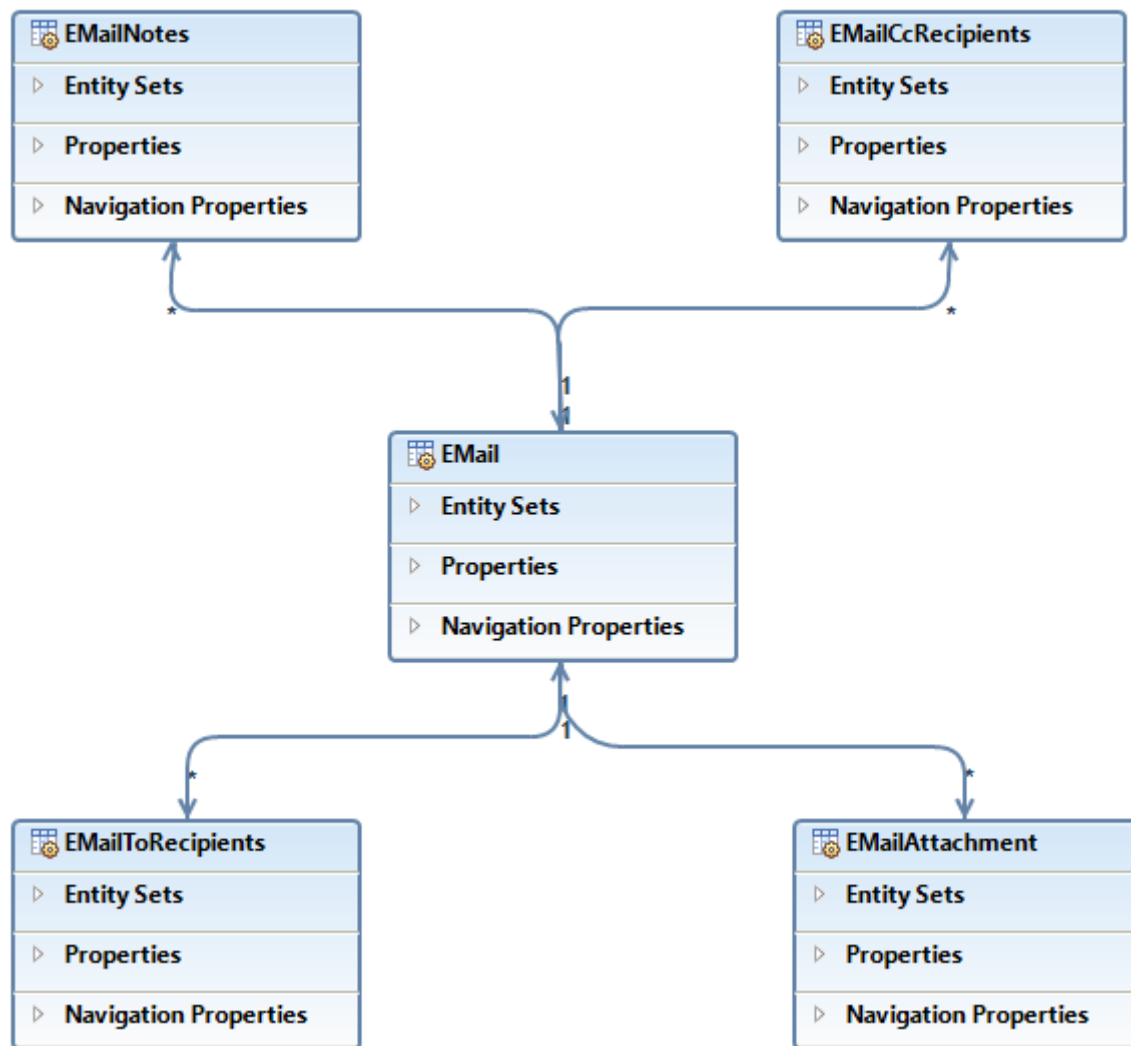 EMailNotes
Entity Sets
Properties
Navigation Properties
EMailCcRecipients
Entity Sets
Properties
Navigation Properties
*
*
1
1
EMail
Entity Sets
Properties
Navigation Properties
1
1
*
*
EMailToRecipients
Entity Sets
Properties
Navigation Properties
EMailAttachment
Entity Sets
Properties
Navigation Properties